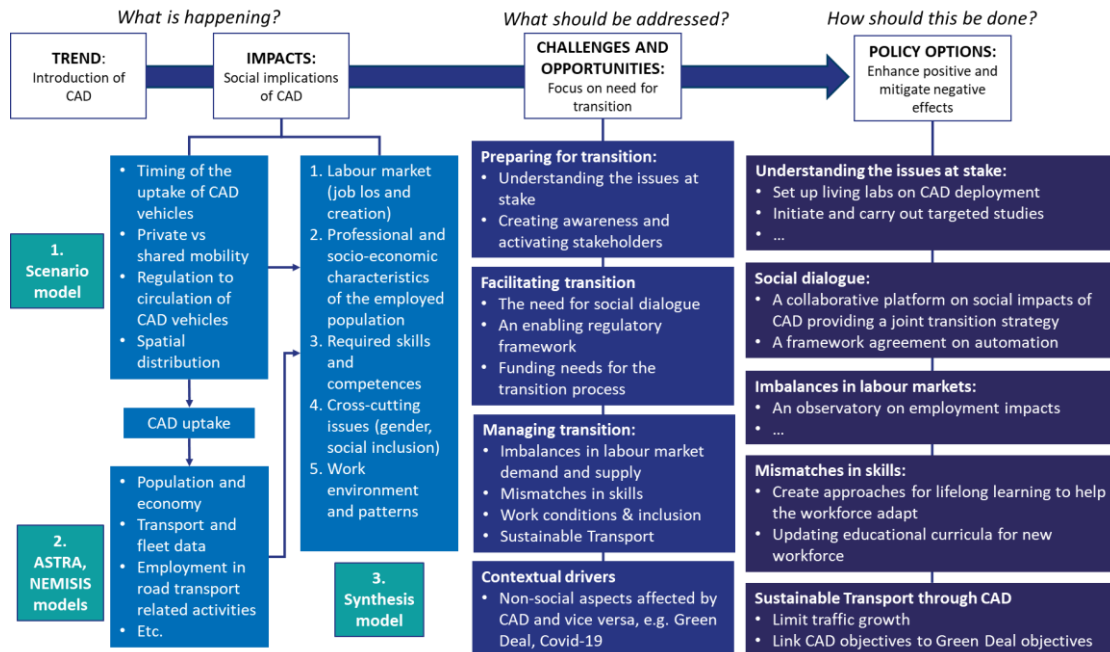 What is happening?
What should be addressed?
How should this be done?
TREND:
Introduction of
CAD
IMPACTS:
Social implications
of CAD
CHALLENGES AND
OPPORTUNITIES:
Focus on need for
transition
POLICY OPTIONS:
Enhance positive and
mitigate negative
effects
1.
Scenario
model
• Timing of the
uptake of CAD
vehicles
• Private vs
shared mobility
• Regulation to
circulation of
CAD vehicles
• Spatial
distribution
CAD uptake
2.
ASTRA,
NEMISIS
models
• Population and
economy
• Transport and
fleet data
• Employment in
road transport
related activities
• Etc.
1. Labour market
(job los and
creation)
2. Professional and
socio-economic
characteristics
of the employed
population
3. Required skills
and
competences
4. Cross-cutting
issues (gender,
social inclusion)
5. Work
environment
and patterns
3.
Synthesis
model
Preparing for transition:
• Understanding the issues at
stake
• Creating awareness and
activating stakeholders
Facilitating transition
• The need for social dialogue
• An enabling regulatory
framework
• Funding needs for the
transition process
Managing transition:
• Imbalances in labour market
demand and supply
• Mismatches in skills
• Work conditions & inclusion
• Sustainable Transport
Contextual drivers
• Non-social aspects affected by
CAD and vice versa, e.g. Green
Deal, Covid-19
Understanding the issues at stake:
• Set up living labs on CAD deployment
• Initiate and carry out targeted studies
• ...
Social dialogue:
• A collaborative platform on social impacts of
CAD providing a joint transition strategy
• A framework agreement on automation
Imbalances in labour markets:
• An observatory on employment impacts
• ...
Mismatches in skills:
• Create approaches for lifelong learning to help
the workforce adapt
• Updating educational curricula for new
workforce
Sustainable Transport through CAD
• Limit traffic growth
• Link CAD objectives to Green Deal objectives